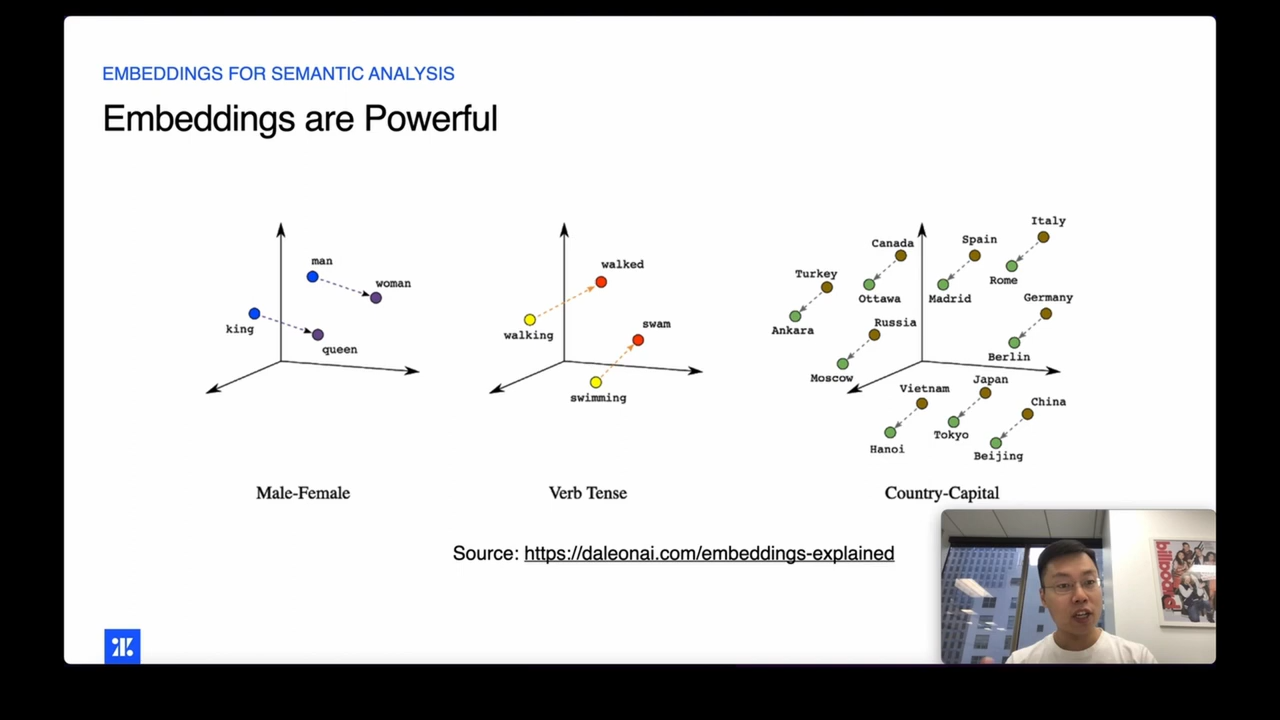 EMBEDDINGS FOR SEMANTIC ANALYSIS
Embeddings are Powerful
man
woman
king
queen
Male-Female
walked
walking
swam
swimming
Verb Tense
Italy
Canada
Spain
Rome
Turkey
Ottawa
Madrid
Germany
Ankara
Russia
Berlin
Moscow
Vietnam
Japan
China
Hanoi
Tokyo
Beijing
Country-Capital
Source: https://daleonai.com/embeddings-explained
billboard